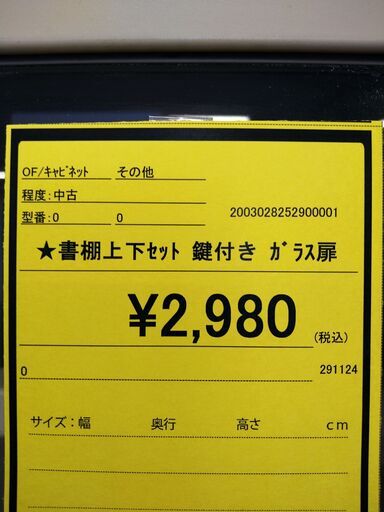 OF/ｷｬﾋﾞﾈｯﾄ その他
程度:中古
型番:0 0 2003028252900001
★書棚上下ｾｯﾄ 鍵付き ｶﾞﾗｽ扉
¥2,980 (税込)
0 291124
サイズ:幅 奥行 高さ ｃｍ